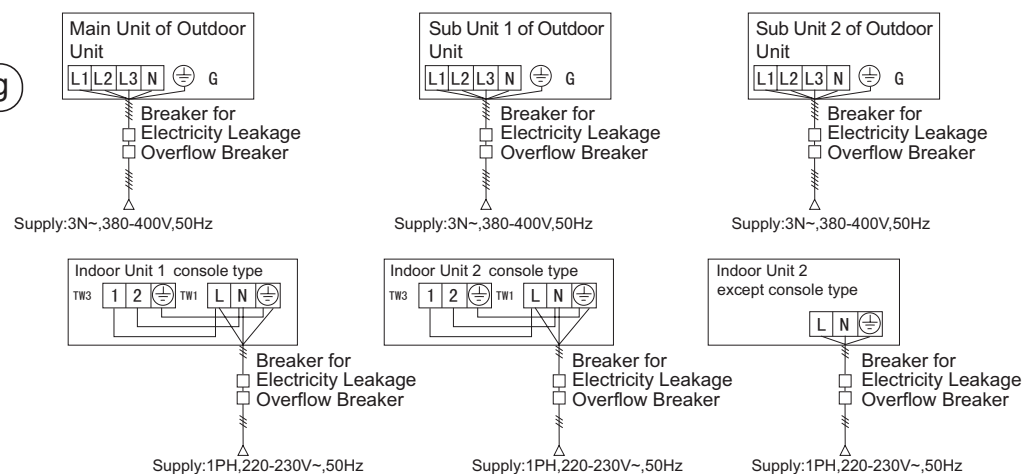 g
Main Unit of Outdoor
Unit
L1 L2 L3 N G
Breaker for
Electricity Leakage
Overflow Breaker
Supply:3N~,380-400V,50Hz
Sub Unit 1 of Outdoor
Unit
L1 L2 L3 N G
Breaker for
Electricity Leakage
Overflow Breaker
Supply:3N~,380-400V,50Hz
Sub Unit 2 of Outdoor
Unit
L1 L2 L3 N G
Breaker for
Electricity Leakage
Overflow Breaker
Supply:3N~,380-400V,50Hz
Indoor Unit 1 console type
TW3 1 2 TW1 L N
Breaker for
Electricity Leakage
Overflow Breaker
Supply:1PH,220-230V~,50Hz
Indoor Unit 2 console type
TW3 1 2 TW1 L N
Breaker for
Electricity Leakage
Overflow Breaker
Supply:1PH,220-230V~,50Hz
Indoor Unit 2
except console type
L N
Breaker for
Electricity Leakage
Overflow Breaker
Supply:1PH,220-230V~,50Hz